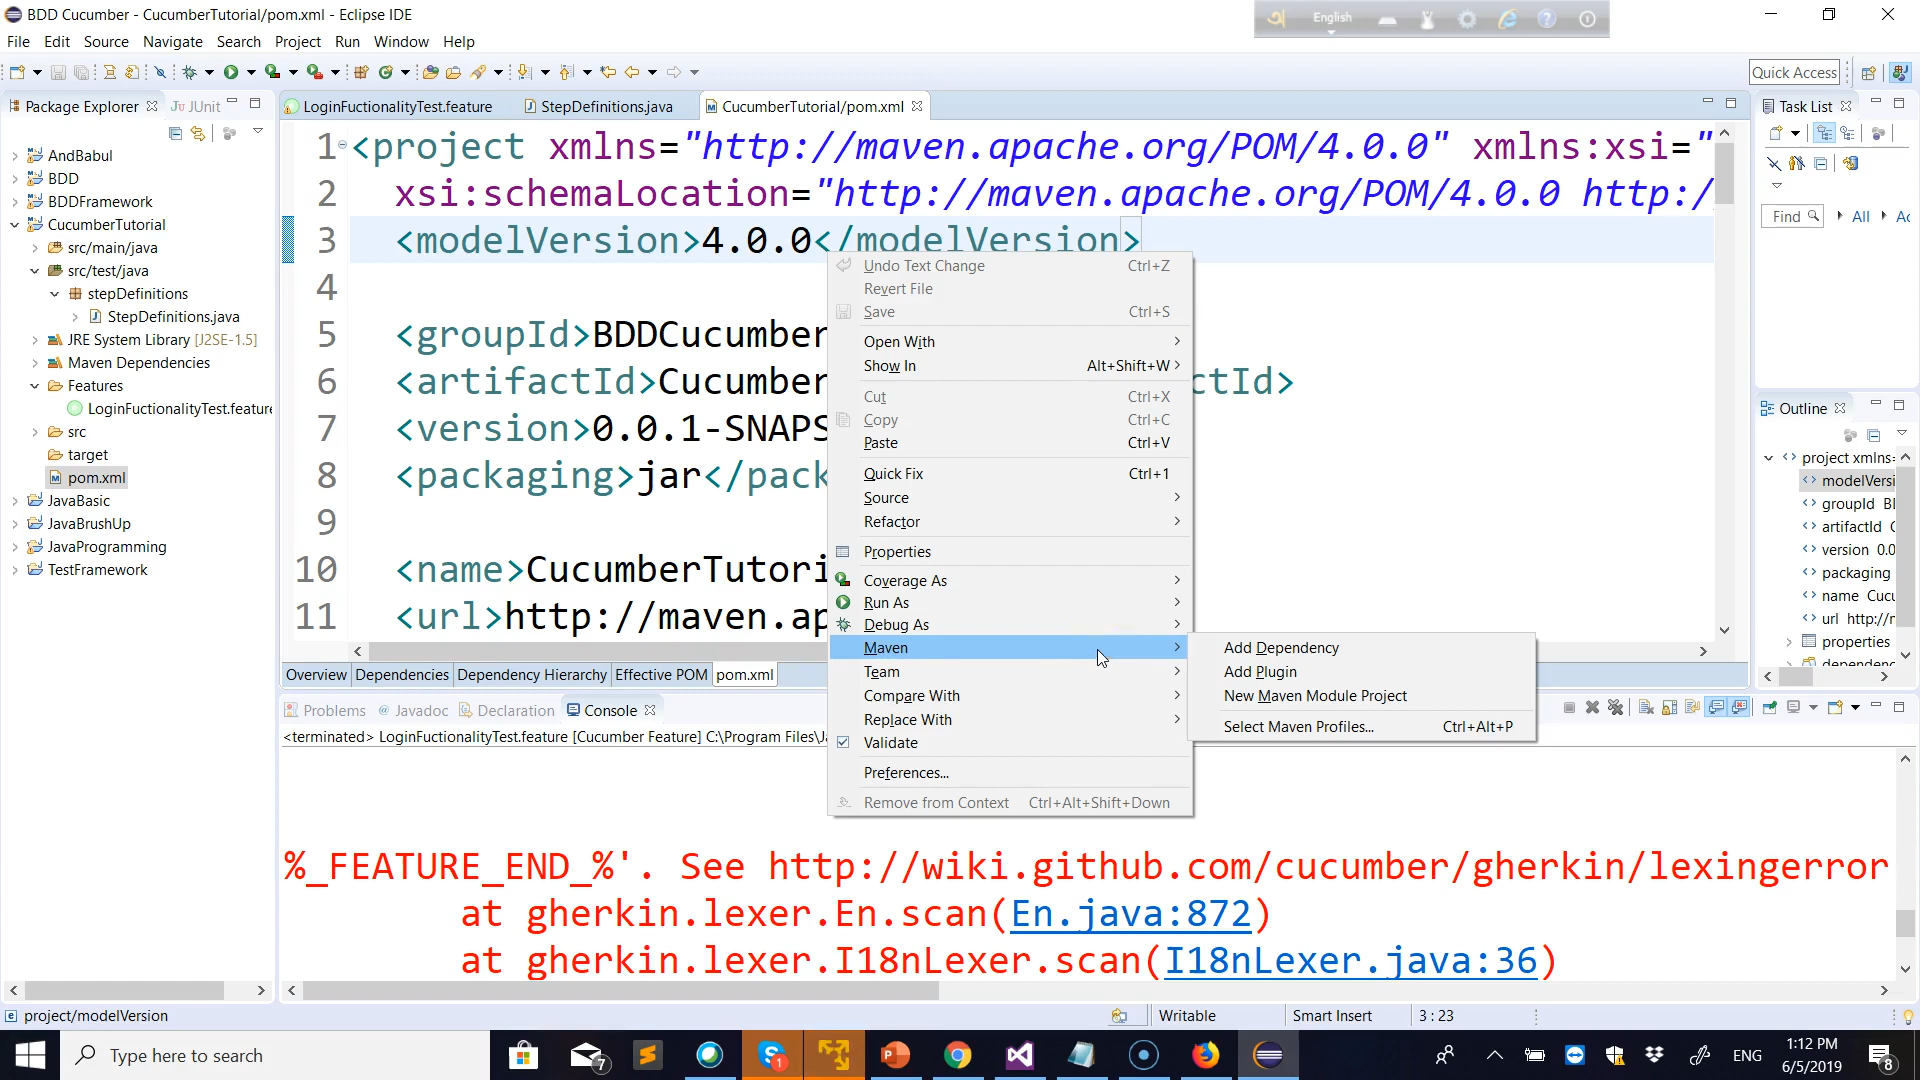 BDD Cucumber - CucumberTutorial/pom.xml - Eclipse IDE
English
File Edit Source Navigate Search Project Run Window Help
Quick Access
Package Explorer
JUnit
LoginFuctionalityTest.feature
StepDefinitions.java
CucumberTutorial/pom.xml
Task List
AndBabul
BDD
BDDFramework
CucumberTutorial
src/main/java
src/test/java
stepDefinitions
StepDefinitions.java
JRE System Library [J2SE-1.5]
Maven Dependencies
Features
LoginFuctionalityTest.feature
src
target
pom.xml
JavaBasic
JavaBrushUp
JavaProgramming
TestFramework
1 <project xmlns="http://maven.apache.org/POM/4.0.0" xmlns:xsi="
2 xsi:schemaLocation="http://maven.apache.org/POM/4.0.0 http:/
3 <modelVersion>4.0.0</modelVersion>
4
5 <groupId>BDDCucumber
6 <artifactId>Cucumber ctId>
7 <version>0.0.1-SNAPS
8 <packaging>jar</pack
9
10 <name>CucumberTutori
11 <url>http://maven.ap
Undo Text Change Ctrl+Z
Revert File
Save Ctrl+S
Open With
Show In Alt+Shift+W
Cut Ctrl+X
Copy Ctrl+C
Paste Ctrl+V
Quick Fix Ctrl+1
Source
Refactor
Properties
Coverage As
Run As
Debug As
Maven
Team
Compare With
Replace With
Validate
Preferences...
Remove from Context Ctrl+Alt+Shift+Down
Add Dependency
Add Plugin
New Maven Module Project
Select Maven Profiles... Ctrl+Alt+P
Find All Ac
Outline
project xmlns=
modelVersi
groupId BI
artifactId C
version 0.0
packaging
name Cucu
url http://r
properties
dependenc
Overview Dependencies Dependency Hierarchy Effective POM pom.xml
Problems Javadoc Declaration Console
<terminated> LoginFuctionalityTest.feature [Cucumber Feature] C:\Program Files\Ja
%_FEATURE_END_%'. See http://wiki.github.com/cucumber/gherkin/lexingerror
at gherkin.lexer.En.scan(En.java:872)
at gherkin.lexer.I18nLexer.scan(I18nLexer.java:36)
project/modelVersion
Writable
Smart Insert
3 : 23
Type here to search
7
1
ENG
1:12 PM
6/5/2019
8